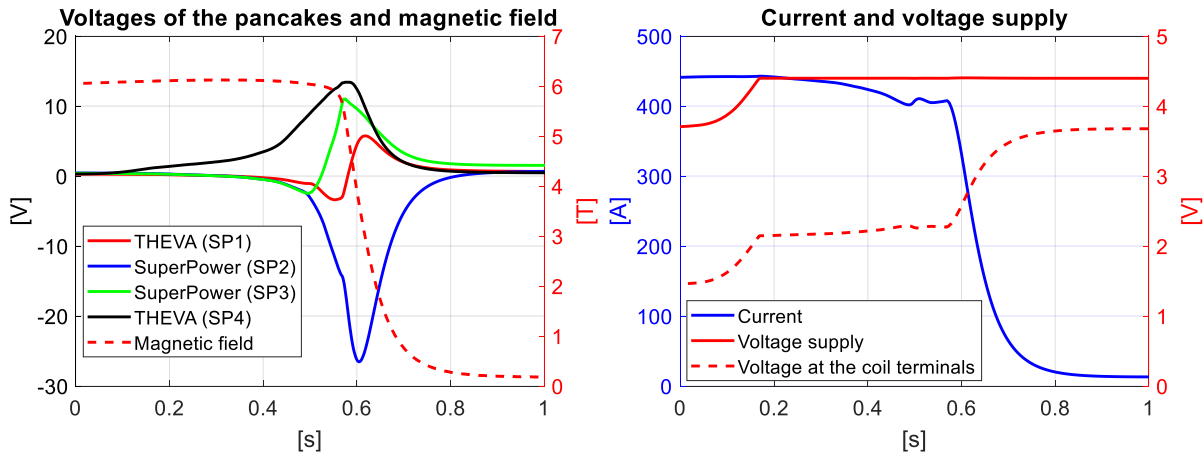 Voltages of the pancakes and magnetic field
20
10
0
-10
-20
-30
[V]
7
6
5
4
3
2
1
0
[T]
0
0.2
0.4
0.6
0.8
1
[s]
THEVA (SP1)
SuperPower (SP2)
SuperPower (SP3)
THEVA (SP4)
Magnetic field
Current and voltage supply
500
400
300
200
100
0
[A]
5
4
3
2
1
0
[V]
0
0.2
0.4
0.6
0.8
1
[s]
Current
Voltage supply
Voltage at the coil terminals